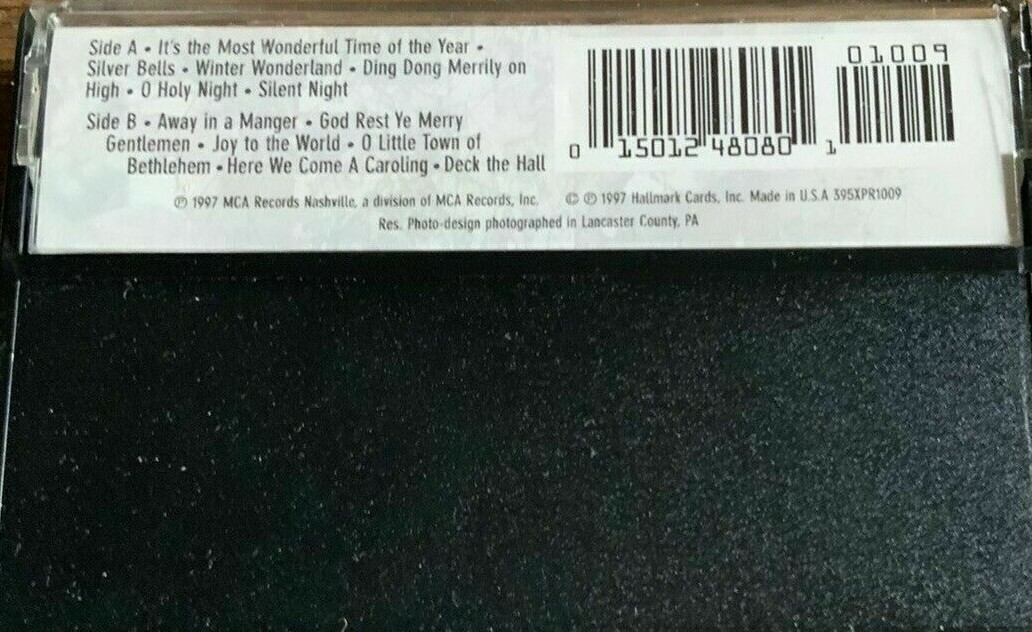 Side A • It's the Most Wonderful Time of the Year •
Silver Bells • Winter Wonderland • Ding Dong Merrily on
High • O Holy Night • Silent Night
Side B • Away in a Manger • God Rest Ye Merry
Gentlemen • Joy to the World • O Little Town of
Bethlehem • Here We Come A Caroling • Deck the Hall
01009
0 15012 48080 1
℗ 1997 MCA Records Nashville, a division of MCA Records, Inc. © ℗ 1997 Hallmark Cards, Inc. Made in U.S.A 395XPR1009
Res. Photo-design photographed in Lancaster County, PA